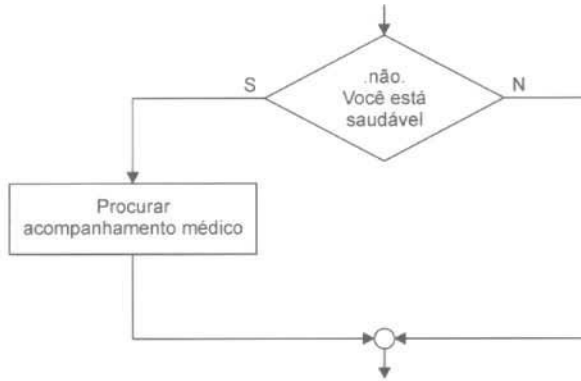 .não.
S
N
Você está
saudável
Procurar
acompanhamento médico